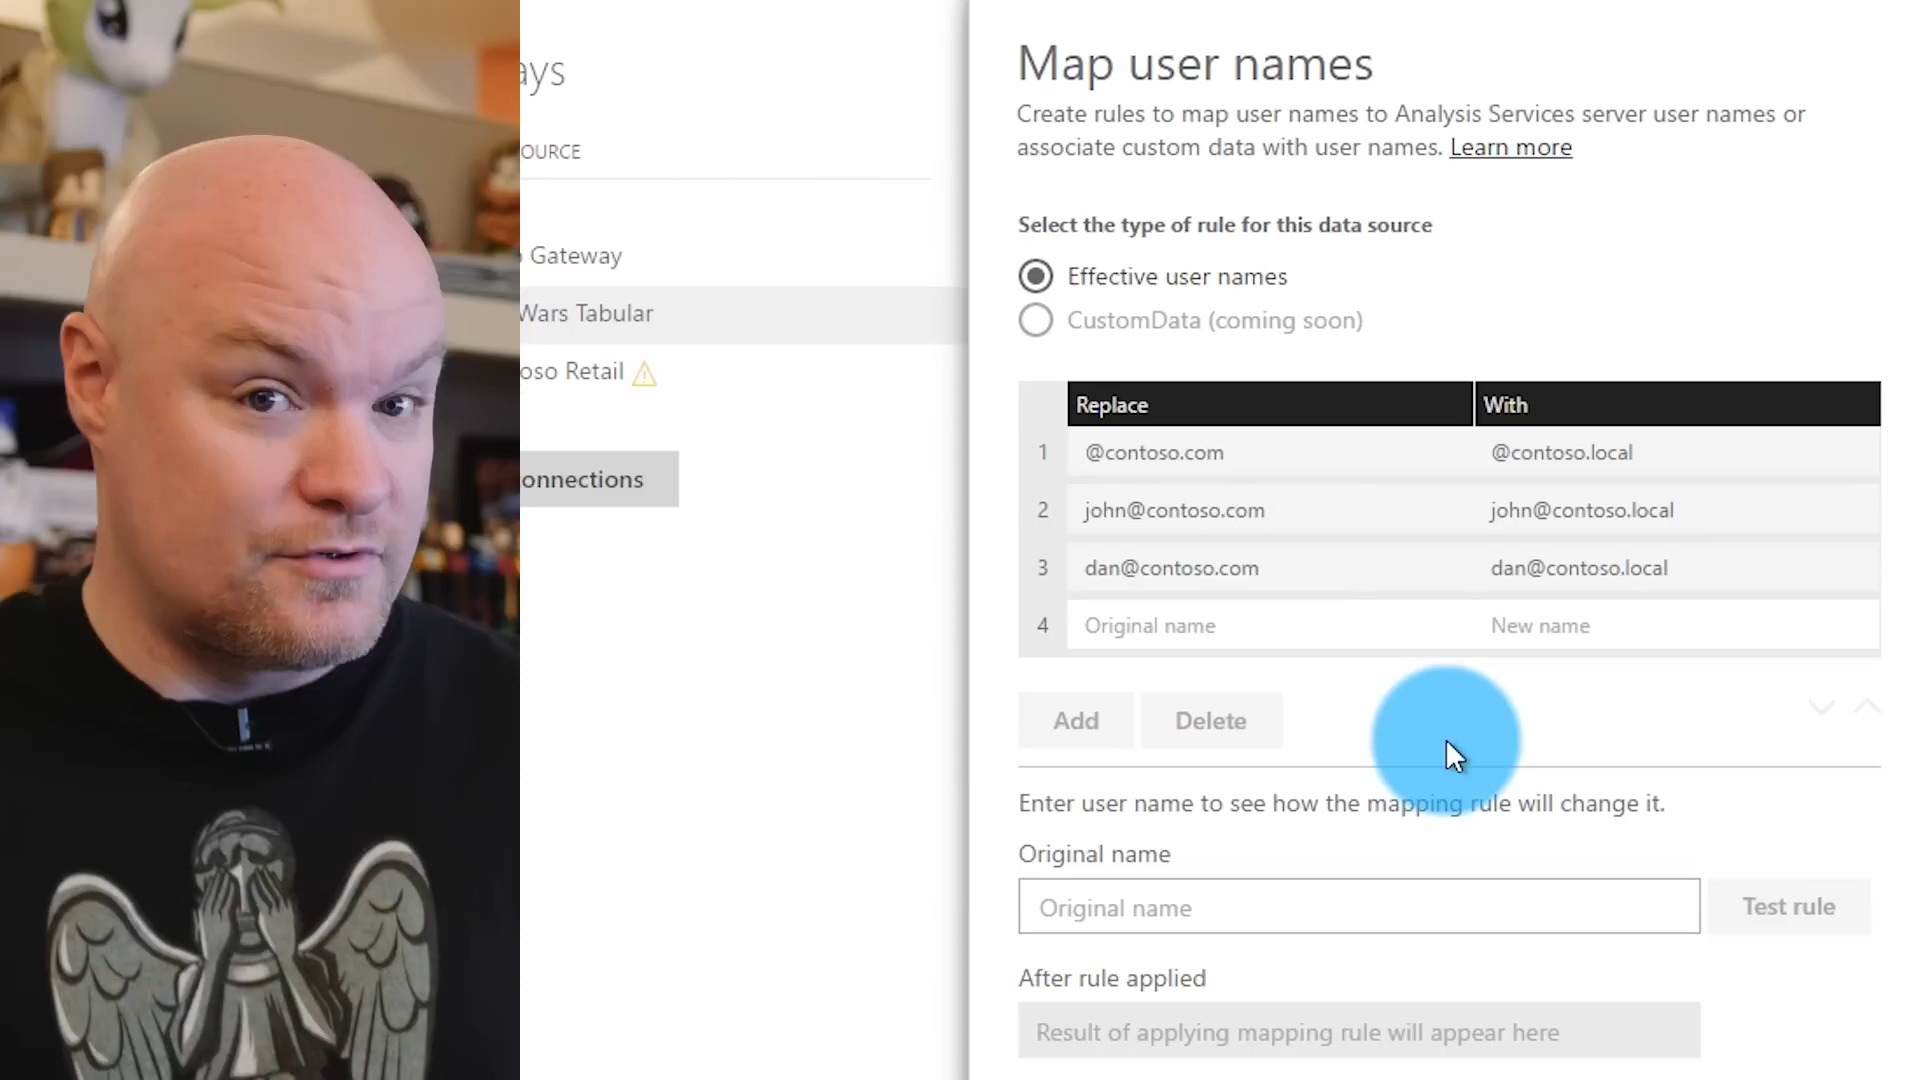 ays
OURCE
Gateway
Wars Tabular
oso Retail
onnections
Map user names
Create rules to map user names to Analysis Services server user names or
associate custom data with user names. Learn more
Select the type of rule for this data source
Effective user names
CustomData (coming soon)
Replace With
1 @contoso.com @contoso.local
2 john@contoso.com john@contoso.local
3 dan@contoso.com dan@contoso.local
4 Original name New name
Add Delete
Enter user name to see how the mapping rule will change it.
Original name
Original name Test rule
After rule applied
Result of applying mapping rule will appear here